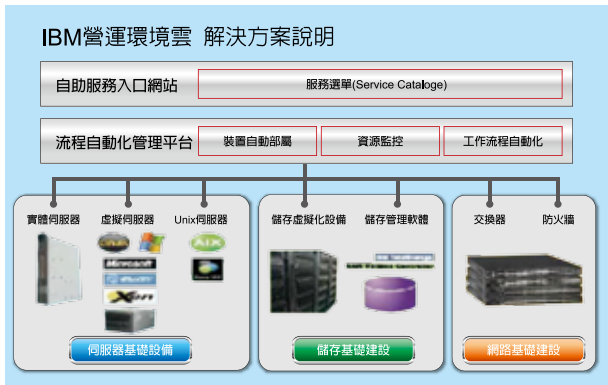 IBM營運環境雲 解決方案說明
自助服務入口網站
服務選單(Service Cataloge)
流程自動化管理平台
裝置自動部屬
資源監控
工作流程自動化
實體伺服器
虛擬伺服器
Unix伺服器
儲存虛擬化設備
儲存管理軟體
交換器
防火牆
AIX
Microsoft
Xen
伺服器基礎設備
儲存基礎建設
網路基礎建設